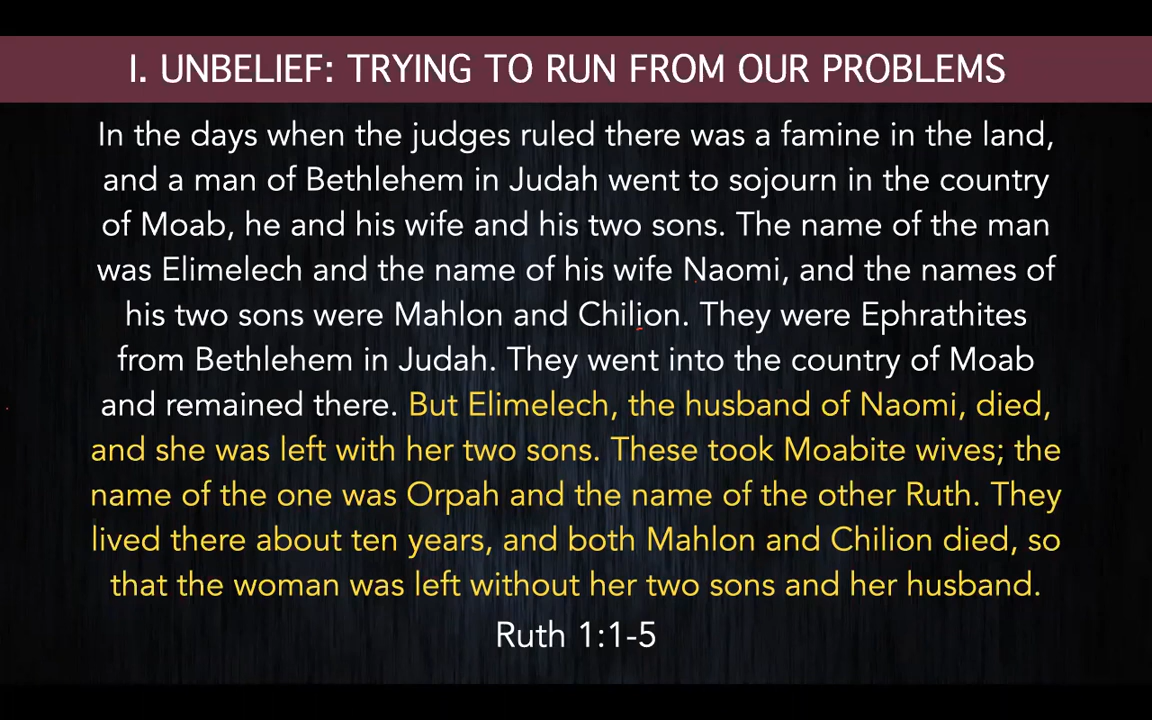 I. UNBELIEF: TRYING TO RUN FROM OUR PROBLEMS
In the days when the judges ruled there was a famine in the land,
and a man of Bethlehem in Judah went to sojourn in the country
of Moab, he and his wife and his two sons. The name of the man
was Elimelech and the name of his wife Naomi, and the names of
his two sons were Mahlon and Chilion. They were Ephrathites
from Bethlehem in Judah. They went into the country of Moab
and remained there. But Elimelech, the husband of Naomi, died,
and she was left with her two sons. These took Moabite wives; the
name of the one was Orpah and the name of the other Ruth. They
lived there about ten years, and both Mahlon and Chilion died, so
that the woman was left without her two sons and her husband.
Ruth 1:1-5